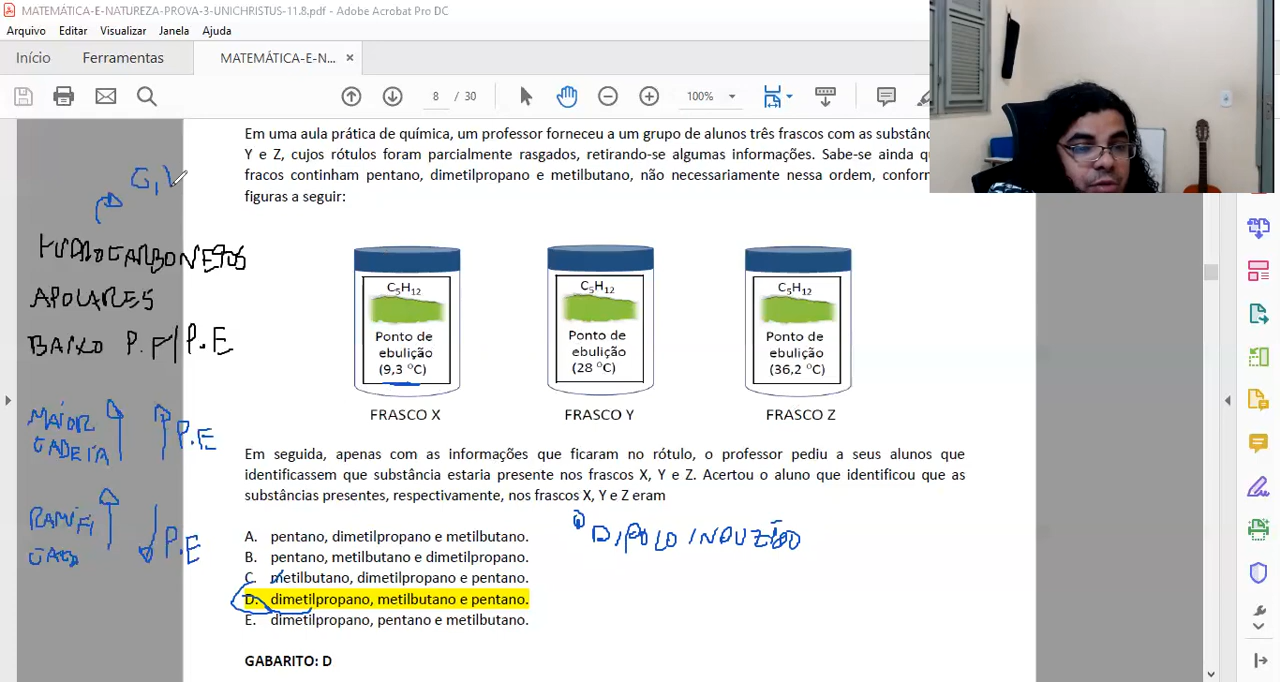 MATEMÁTICA-E-NATUREZA-PROVA-3-UNICHRISTUS-11.8.pdf - Adobe Acrobat Pro DC
Arquivo Editar Visualizar Janela Ajuda
Início Ferramentas MATEMÁTICA-E-N... ×
8 / 30 100%
Em uma aula prática de química, um professor forneceu a um grupo de alunos três frascos com as substân
Y e Z, cujos rótulos foram parcialmente rasgados, retirando-se algumas informações. Sabe-se ainda q
fracos continham pentano, dimetilpropano e metilbutano, não necessariamente nessa ordem, conform
figuras a seguir:
C, 
HIDROCARBONETOS
APOLARES
BAIXO P.F/P.E
MAIOR
CADEIA
P.E
RAMIFI
CAÇÃO
P.E
C₅H₁₂
Ponto de
ebulição
(9,3 ºC)
FRASCO X
C₅H₁₂
Ponto de
ebulição
(28 ºC)
FRASCO Y
C₅H₁₂
Ponto de
ebulição
(36,2 ºC)
FRASCO Z
Em seguida, apenas com as informações que ficaram no rótulo, o professor pediu a seus alunos que
identificassem que substância estaria presente nos frascos X, Y e Z. Acertou o aluno que identificou que as
substâncias presentes, respectivamente, nos frascos X, Y e Z eram
DIPOLO INDUZIDO
A. pentano, dimetilpropano e metilbutano.
B. pentano, metilbutano e dimetilpropano.
C. metilbutano, dimetilpropano e pentano.
D. dimetilpropano, metilbutano e pentano.
E. dimetilpropano, pentano e metilbutano.
GABARITO: D